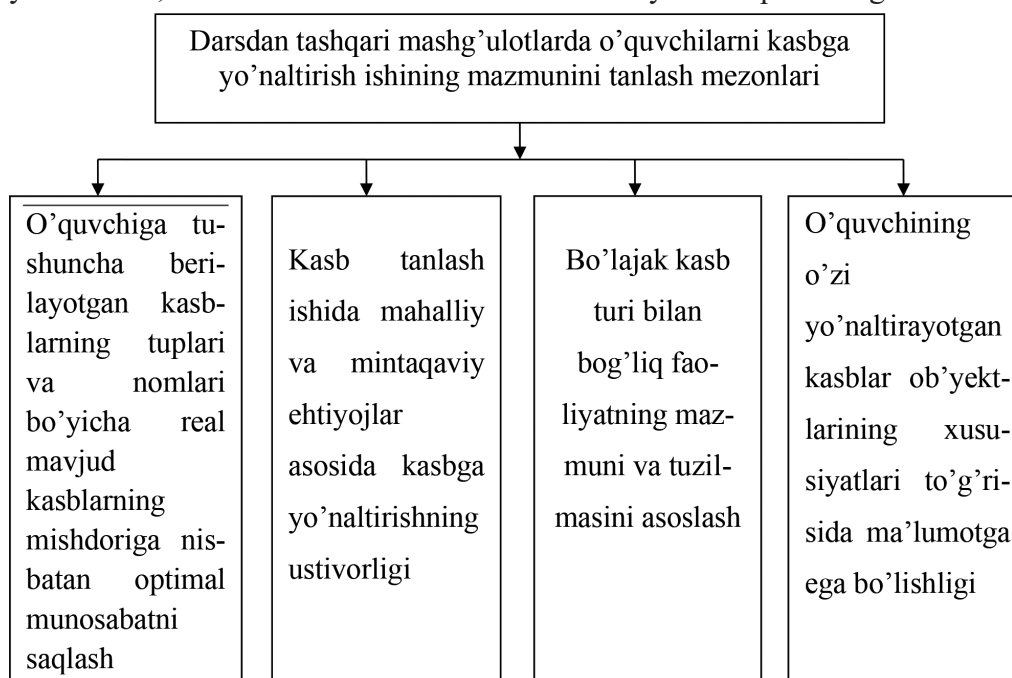 Darsdan tashqari mashg’ulotlarda o’quvchilarni kasbga
yo’naltirish ishining mazmunini tanlash mezonlari
O’quvchiga tu-
shuncha beri-
layotgan kasb-
larning tuplari
va nomlari
bo’yicha real
mavjud
kasblarning
mishdoriga nis-
batan optimal
munosabatni
saqlash
Kasb tanlash
ishida mahalliy
va mintaqaviy
ehtiyojlar
asosida kasbga
yo’naltirishning
ustivorligi
Bo’lajak kasb
turi bilan
bog’liq fao-
liyatning maz-
muni va tuzil-
masini asoslash
O’quvchining
o’zi
yo’naltirayotgan
kasblar ob’yekt-
larining xusu-
siyatlari to’g’ri-
sida ma’lumotga
ega bo’lishligi